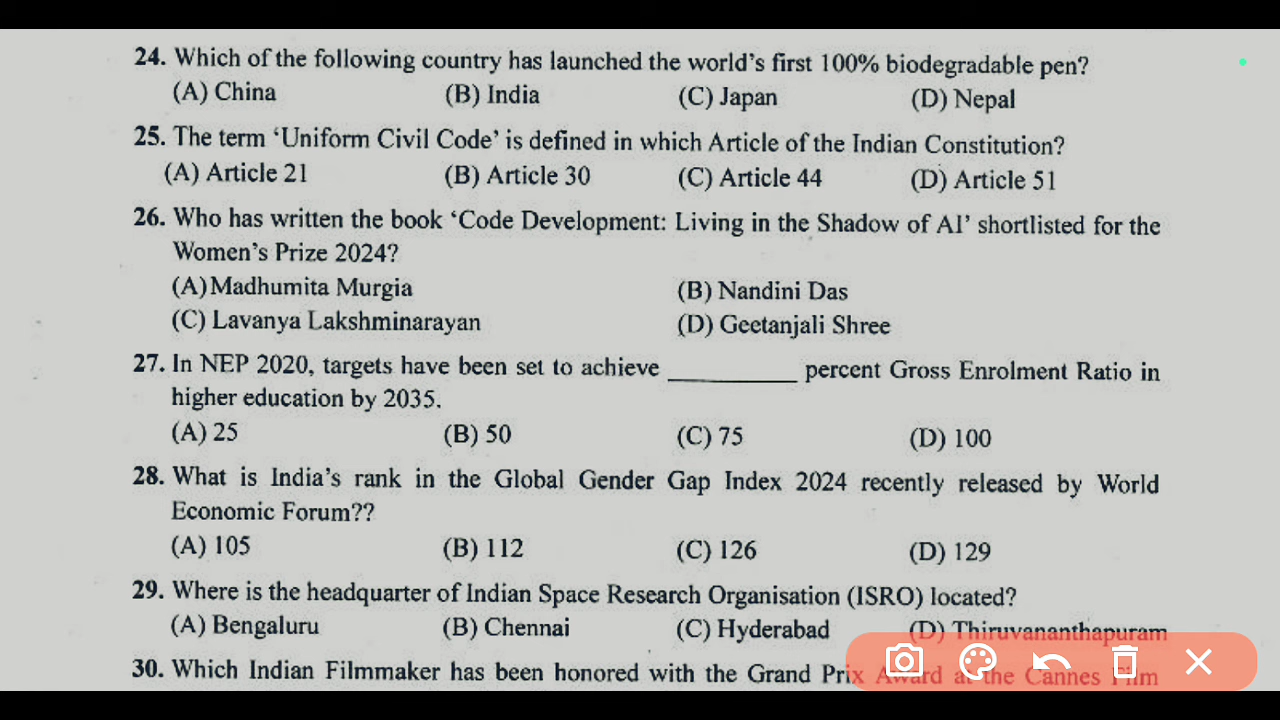 24. Which of the following country has launched the world's first 100% biodegradable pen?
(A) China (B) India (C) Japan (D) Nepal
25. The term ‘Uniform Civil Code’ is defined in which Article of the Indian Constitution?
(A) Article 21 (B) Article 30 (C) Article 44 (D) Article 51
26. Who has written the book ‘Code Development: Living in the Shadow of AI’ shortlisted for the
Women's Prize 2024?
(A) Madhumita Murgia (B) Nandini Das
(C) Lavanya Lakshminarayan (D) Geetanjali Shree
27. In NEP 2020, targets have been set to achieve __________ percent Gross Enrolment Ratio in
higher education by 2035.
(A) 25 (B) 50 (C) 75 (D) 100
28. What is India's rank in the Global Gender Gap Index 2024 recently released by World
Economic Forum??
(A) 105 (B) 112 (C) 126 (D) 129
29. Where is the headquarter of Indian Space Research Organisation (ISRO) located?
(A) Bengaluru (B) Chennai (C) Hyderabad (D) Thiruvananthapuram
30. Which Indian Filmmaker has been honored with the Grand Prix Award at the Cannes Film